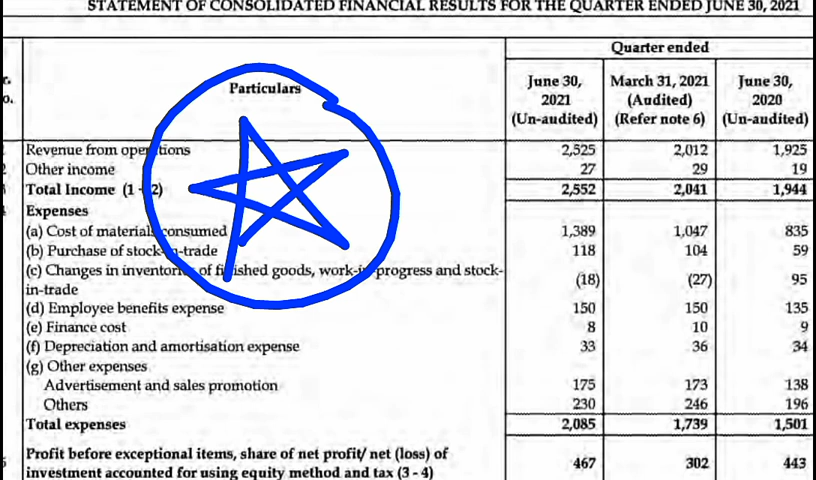 STATEMENT OF CONSOLIDATED FINANCIAL RESULTS FOR THE QUARTER ENDED JUNE 30, 2021
Quarter ended
Particulars
June 30, 2021 (Un-audited)
March 31, 2021 (Audited) (Refer note 6)
June 30, 2020 (Un-audited)
Revenue from operations 2,525 2,012 1,925
Other income 27 29 19
Total Income (1 + 2) 2,552 2,041 1,944
Expenses
(a) Cost of materials consumed 1,389 1,047 835
(b) Purchase of stock-in-trade 118 104 59
(c) Changes in inventories of finished goods, work-in-progress and stock-
in-trade (18) (27) 95
(d) Employee benefits expense 150 150 135
(e) Finance cost 8 10 9
(f) Depreciation and amortisation expense 33 36 34
(g) Other expenses
Advertisement and sales promotion 175 173 138
Others 230 246 196
Total expenses 2,085 1,739 1,501
Profit before exceptional items, share of net profit/ net (loss) of
investment accounted for using equity method and tax (3 - 4) 467 302 443